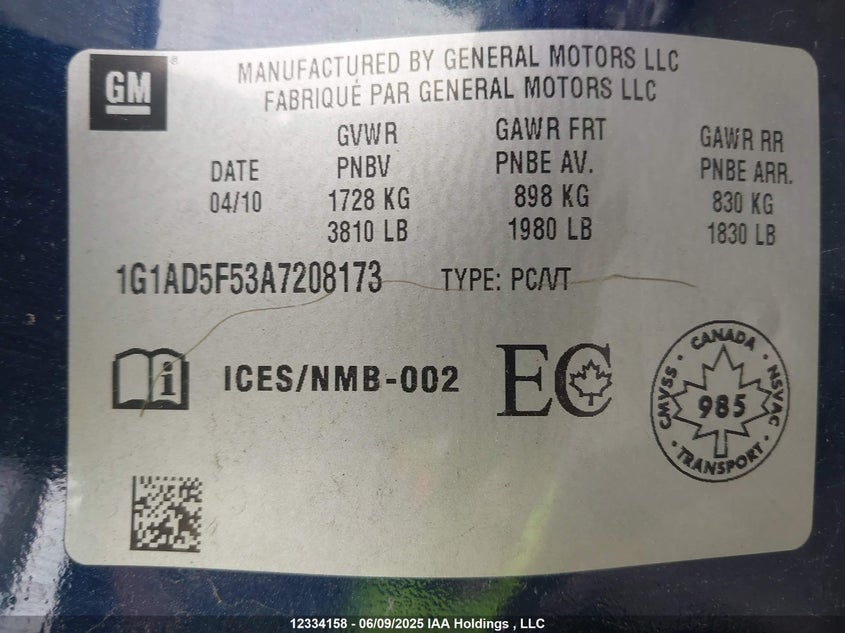 GM
MANUFACTURED BY GENERAL MOTORS LLC
FABRIQUÉ PAR GENERAL MOTORS LLC
GVWR GAWR FRT GAWR RR
DATE PNBV PNBE AV. PNBE ARR.
04/10 1728 KG 898 KG 830 KG
3810 LB 1980 LB 1830 LB
1G1AD5F53A7208173 TYPE: PC/VT
i ICES/NMB-002 EC
CANADA
CMVSS 985 NSVAC
TRANSPORT
12334158 - 06/09/2025 IAA Holdings , LLC